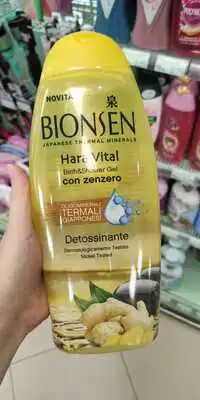 NOVITÀ
泉
BIONSEN
JAPANESE THERMAL MINERALS
Hara Vital
Bath&Shower Gel
con zenzero
OLIGOMINERALI
TERMALI
GIAPPONESI
Detossinante
Dermatologicamente Testato
Nickel Tested